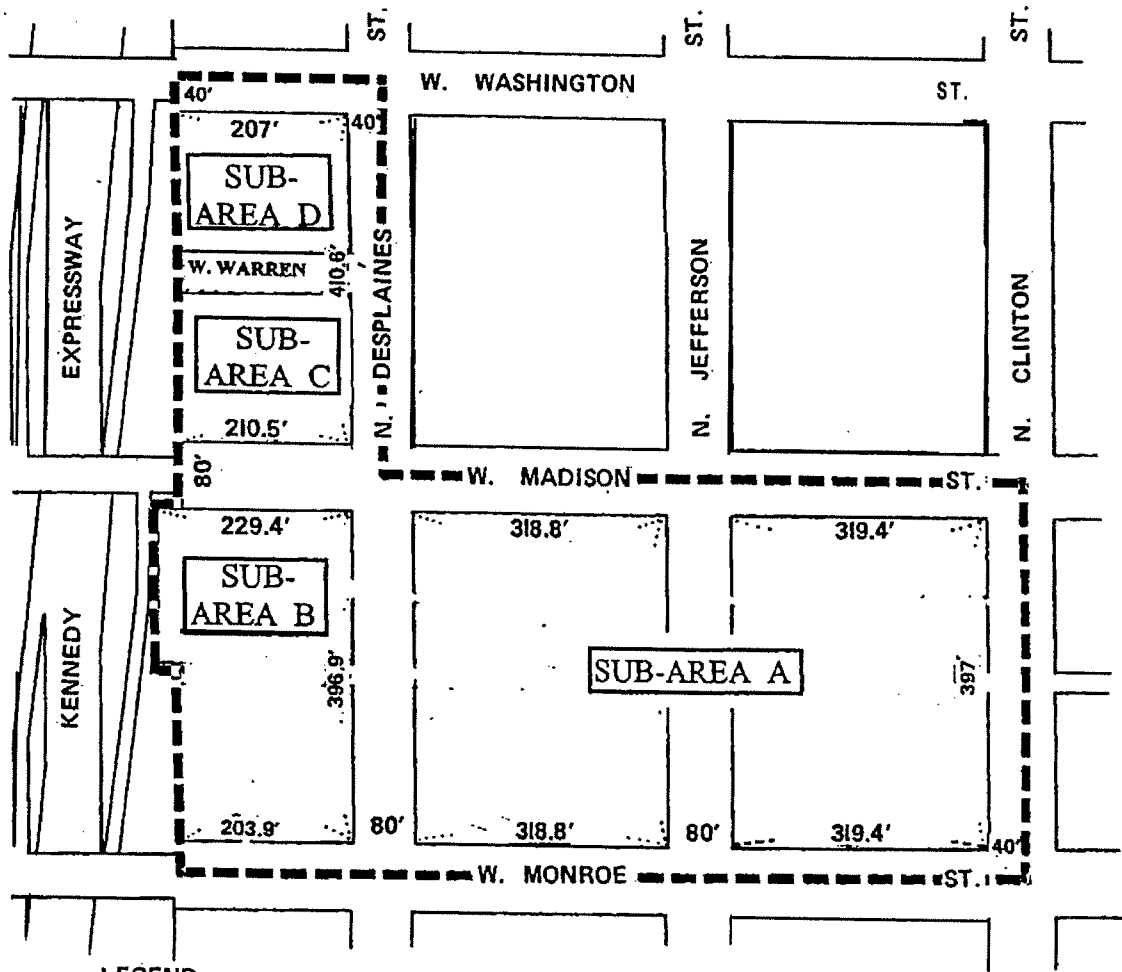 ST.
ST.
ST.
W. WASHINGTON ST.
40'
207'
40'
SUB-
AREA D
W. WARREN
410.6'
N. DESPLAINES
EXPRESSWAY
SUB-
AREA C
210.5'
N. JEFFERSON
N. CLINTON
80'
W. MADISON ST.
229.4'
318.8'
319.4'
SUB-
AREA B
SUB-AREA A
396.9'
397'
KENNEDY
203.9'
80'
318.8'
80'
319.4'
40'
W. MONROE ST.
LEGEND